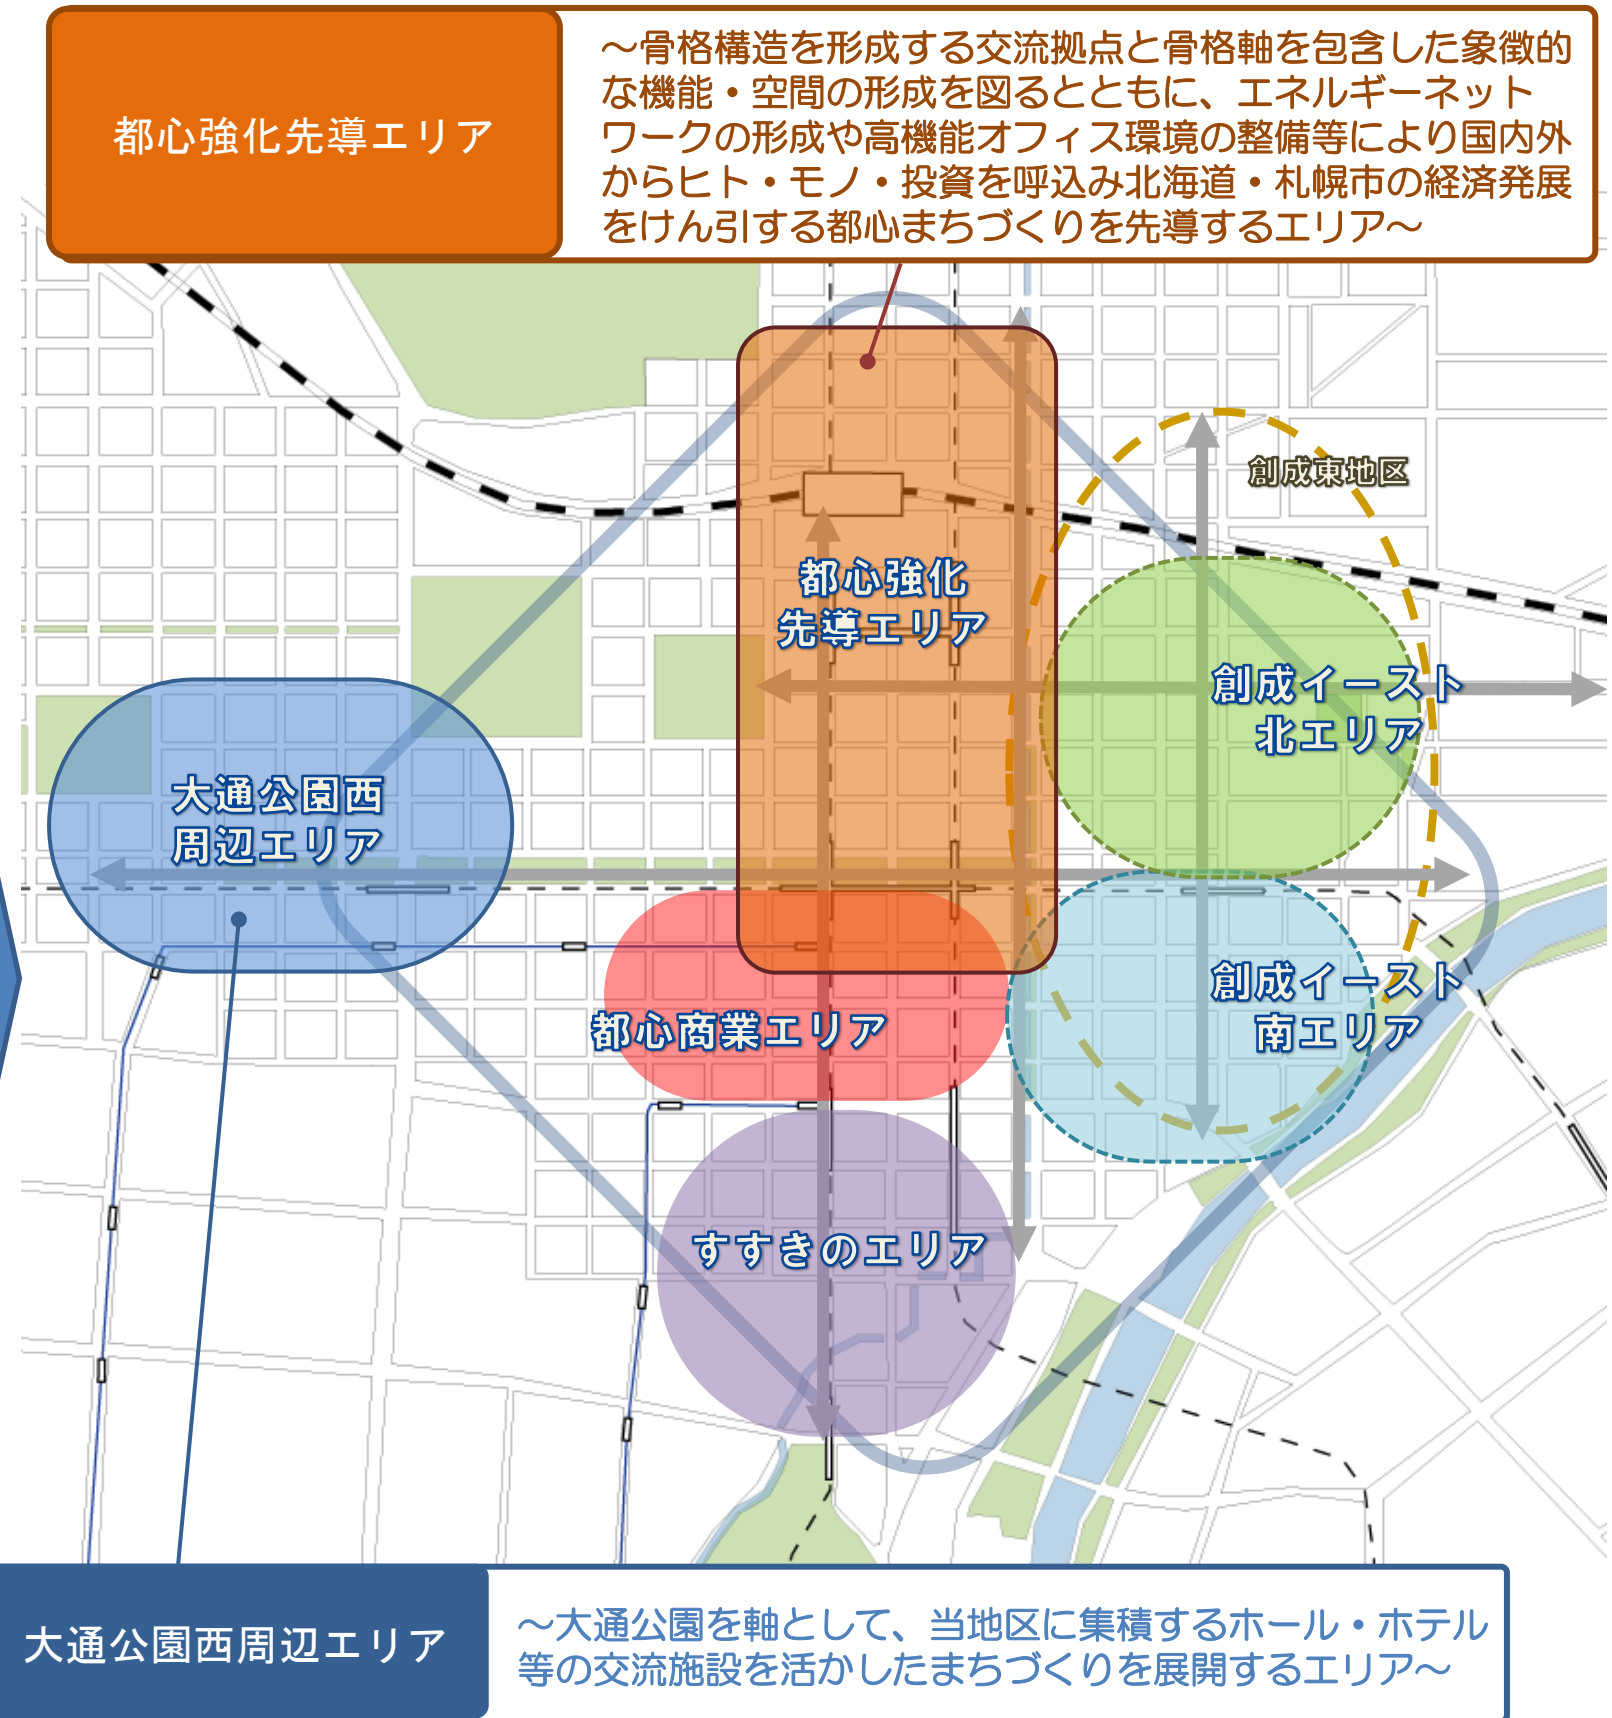 都心強化先導エリア
～骨格構造を形成する交流拠点と骨格軸を包含した象徴的
な機能・空間の形成を図るとともに、エネルギーネット
ワークの形成や高機能オフィス環境の整備等により国内外
からヒト・モノ・投資を呼込み北海道・札幌市の経済発展
をけん引する都心まちづくりを先導するエリア～
創成東地区
都心強化
先導エリア
創成イースト
北エリア
大通公園西
周辺エリア
創成イースト
南エリア
都心商業エリア
すすきのエリア
大通公園西周辺エリア
～大通公園を軸として、当地区に集積するホール・ホテル
等の交流施設を活かしたまちづくりを展開するエリア～